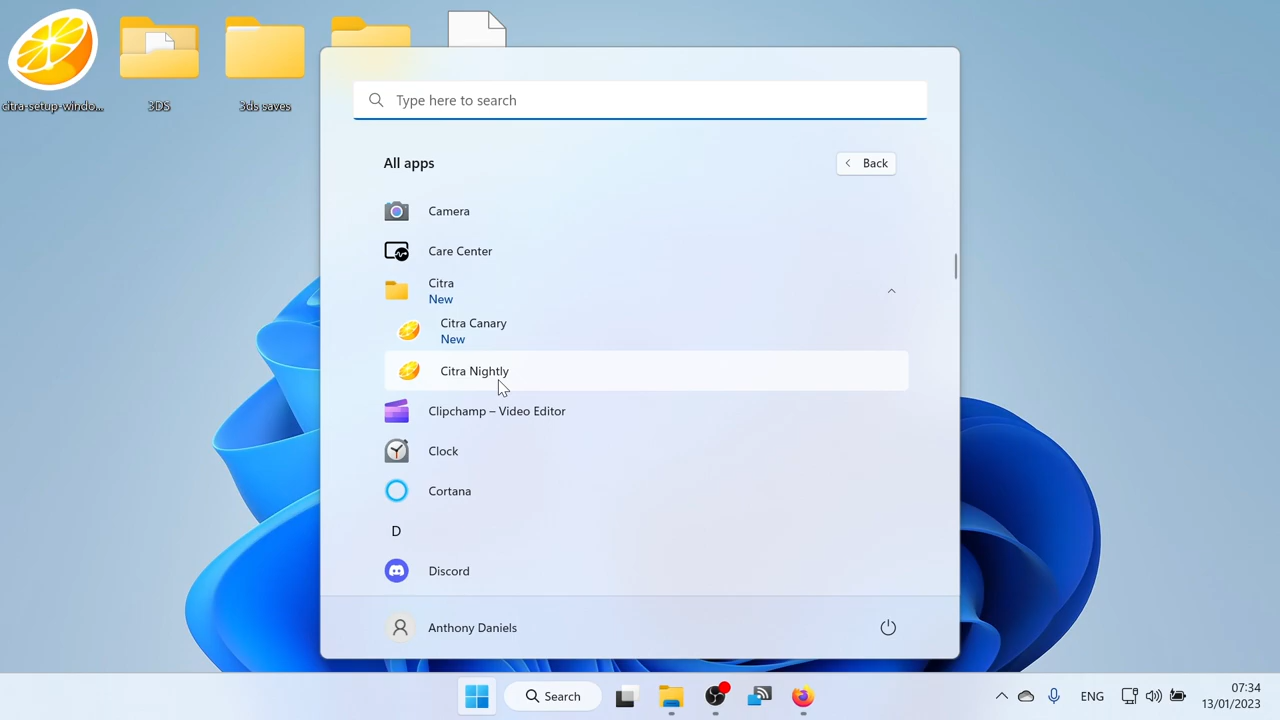 citra-setup-windo...
3DS
3ds saves
Type here to search
All apps
Back
Camera
Care Center
Citra
New
Citra Canary
New
Citra Nightly
Clipchamp – Video Editor
Clock
Cortana
D
Discord
Anthony Daniels
Search
ENG
07:34
13/01/2023